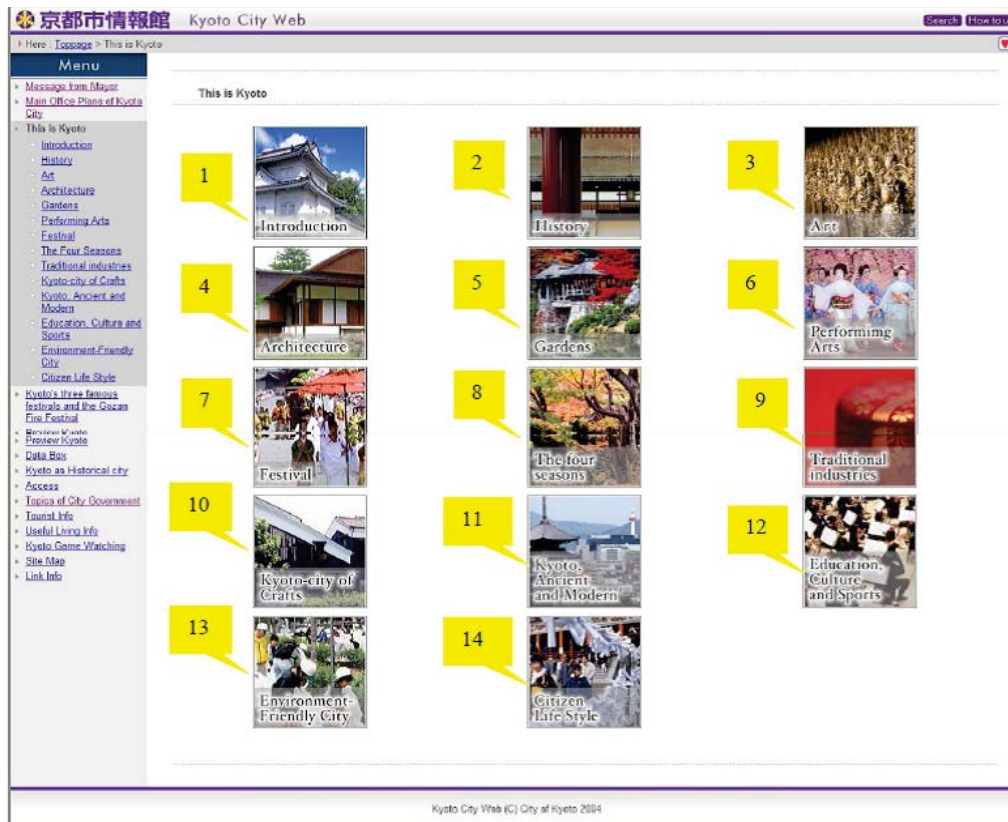 京都市情報館 Kyoto City Web
Search How to u
Here : Toppage > This is Kyoto
Menu
Message from Mayor
Main Office Plans of Kyoto
City
This is Kyoto
Introduction
History
Art
Architecture
Gardens
Performing Arts
Festival
The Four Seasons
Traditional industries
Kyoto-city of Crafts
Kyoto, Ancient and
Modern
Education, Culture and
Sports
Environment-Friendly
City
Citizen Life Style
Kyoto's three famous
festivals and the Gozan
Fire Festival
Preview Kyoto
Preview Kyoto
Data Box
Kyoto as Historical city
Access
Topics of City Government
Tourist Info
Useful Living Info
Kyoto Game Watching
Site Map
Link Info
This is Kyoto
1
Introduction
2
History
3
Art
4
Architecture
5
Gardens
6
Performimg
Arts
7
Festival
8
The four
seasons
9
Traditional
industries
10
Kyoto-city of
Crafts
11
Kyoto,
Ancient
and Modern
12
Education,
Culture
and Sports
13
Environment-
Friendly City
14
Citizen
Life Style
Kyoto City Web (C) City of Kyoto 2004